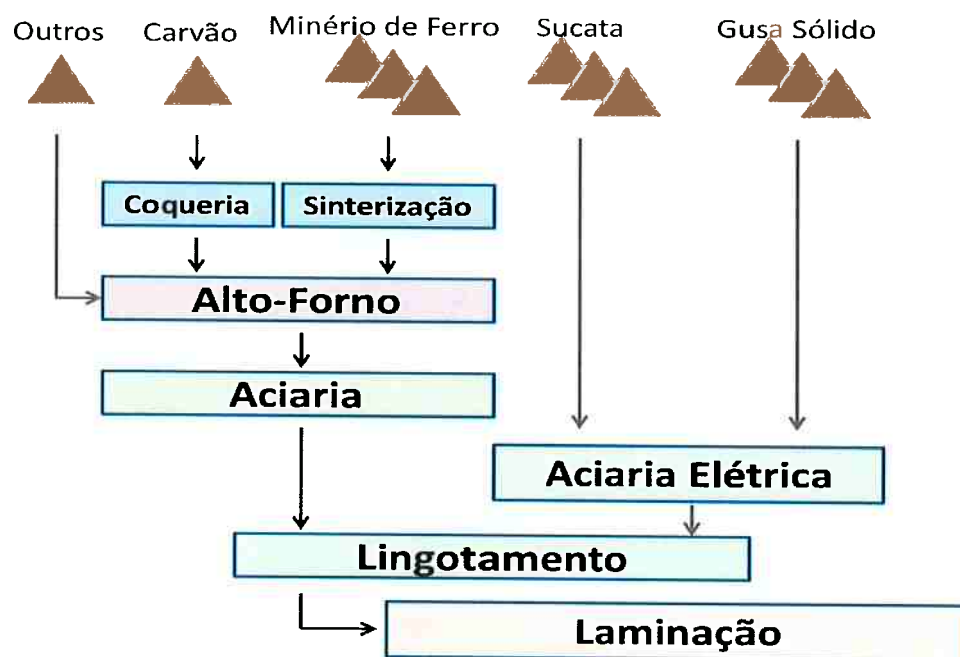 Outros
Carvão
Minério de Ferro
Sucata
Gusa Sólido
Coqueria
Sinterização
Alto-Forno
Aciaria
Aciaria Elétrica
Lingotamento
Laminação